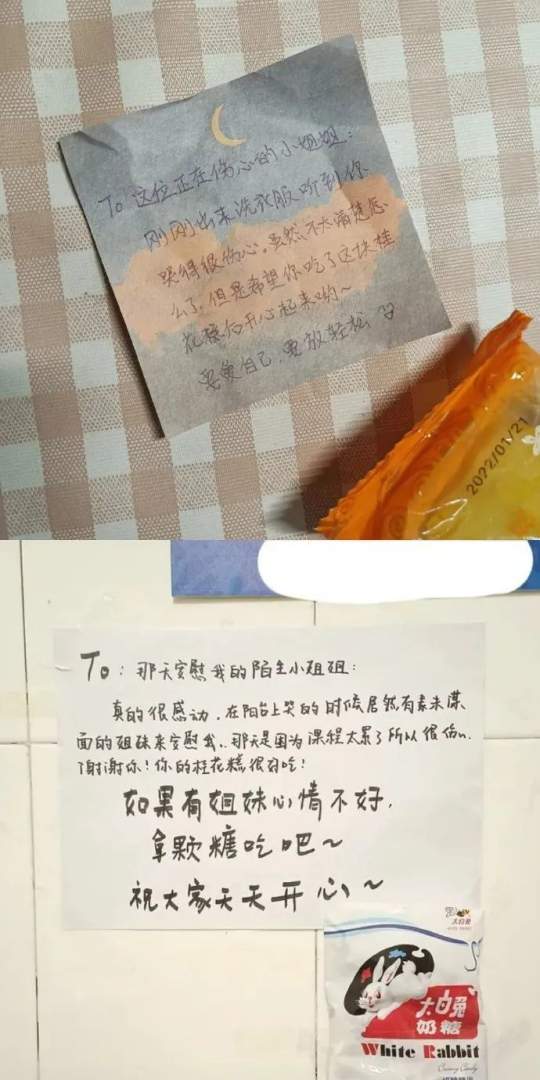 To 这位正在伤心的小姐姐：
刚刚出来洗衣服听到你
哭得很伤心。虽然不太清楚怎
么了，但是希望你吃了这块桂
花糕后开心起来哟～
要爱自己，要放轻松
2022/01/21
To：那天安慰我的陌生小姐姐：
真的很感动，在阳台上哭的时候居然有素未谋
面的姐妹来安慰我，那天是因为课程太累了所以很伤心
了谢谢你！你的桂花糕很好吃！
如果有姐妹心情不好，
拿颗糖吃吧～
祝大家天天开心～
大白兔
大白兔
奶糖
White Rabbit
Creamy Candy